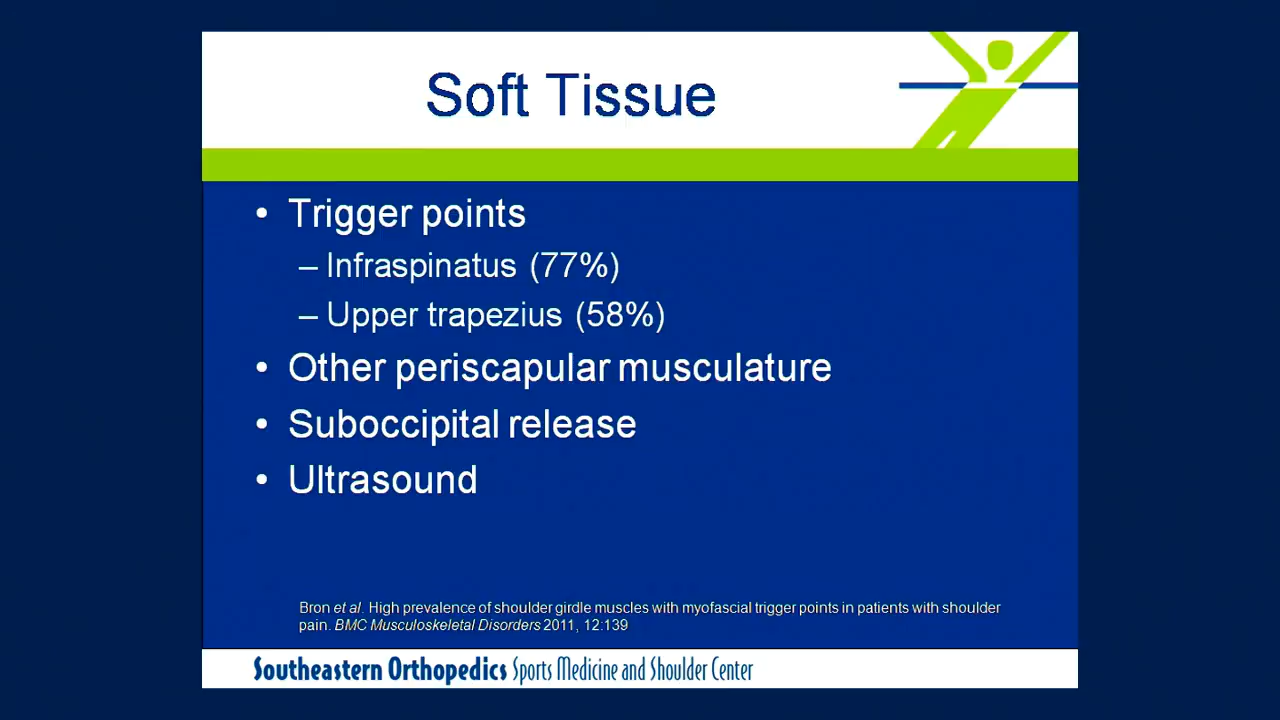 Soft Tissue
• Trigger points
– Infraspinatus (77%)
– Upper trapezius (58%)
• Other periscapular musculature
• Suboccipital release
• Ultrasound
Bron et al. High prevalence of shoulder girdle muscles with myofascial trigger points in patients with shoulder
pain. BMC Musculoskeletal Disorders 2011, 12:139
Southeastern Orthopedics Sports Medicine and Shoulder Center